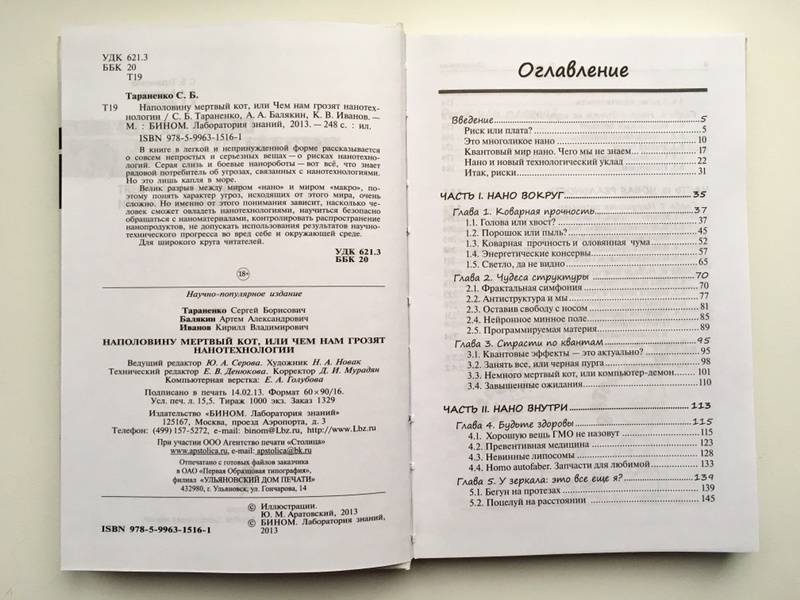 УДК 621.3
ББК 20
Т19
Тараненко С. Б.
Т19 Наполовину мертвый кот, или Чем нам грозят нанотех-
нологии / С. Б. Тараненко, А. А. Балякин, К. В. Иванов. —
М. : БИНОМ. Лаборатория знаний, 2013. — 248 с. : ил.
ISBN 978-5-9963-1516-1
В книге в легкой и непринужденной форме рассказывается
о совсем непростых и серьезных вещах — о рисках нанотехно-
логий. Серая слизь и боевые нанороботы — вот всё, что знает
рядовой потребитель об угрозах, связанных с нанотехнологиями.
Но это лишь капля в море.
Велик разрыв между миром «нано» и миром «макро», по-
этому понять характер угроз, исходящих от этого мира, очень
сложно. Но именно от этого понимания зависит, насколько че-
ловек сможет овладеть нанотехнологиями, научиться безопасно
обращаться с наноматериалами, контролировать распространение
нанопродуктов, не допускать использования результатов научно-
технического прогресса во вред себе и окружающей среде.
Для широкого круга читателей.
УДК 621.3
ББК 20
18+
Научно-популярное издание
Тараненко Сергей Борисович
Балякин Артем Александрович
Иванов Кирилл Владимирович
НАПОЛОВИНУ МЕРТВЫЙ КОТ, ИЛИ ЧЕМ НАМ ГРОЗЯТ
НАНОТЕХНОЛОГИИ
Ведущий редактор Ю. А. Серова. Художник Н. А. Новак
Технический редактор Е. В. Денюкова. Корректор Д. И. Мурадян
Компьютерная верстка: Е. А. Голубова
Подписано в печать 14.02.13. Формат 60×90/16.
Усл. печ. л. 15,5. Тираж 1000 экз. Заказ 1329
Издательство «БИНОМ. Лаборатория знаний»
125167, Москва, проезд Аэропорта, д. 3
Телефон: (499) 157-5272, e-mail: binom@Lbz.ru, http://www.Lbz.ru
При участии ООО Агентство печати «Столица»
www.apstolica.ru, e-mail: apstolica@bk.ru
Отпечатано с готовых файлов заказчика
в ОАО «Первая Образцовая типография»,
филиал «УЛЬЯНОВСКИЙ ДОМ ПЕЧАТИ»
432980, г. Ульяновск, ул. Гончарова, 14
© Иллюстрации.
Ю. М. Аратовский, 2013
© БИНОМ. Лаборатория знаний,
2013
ISBN 978-5-9963-1516-1
Оглавление
Введение 5
Риск или плата? 5
Это многоликое нано 10
Квантовый мир нано. Чего мы не знаем... 17
Нано и новый технологический уклад 22
Итак, риски 31
ЧАСТЬ I. НАНО ВОКРУГ 35
Глава 1. Коварная прочность 37
1.1. Голова или хвост? 37
1.2. Порошок или пыль? 45
1.3. Коварная прочность и оловянная чума 52
1.4. Энергетические консервы 57
1.5. Светло, да не видно 65
Глава 2. Чудеса структуры 70
2.1. Фрактальная симфония 70
2.2. Антиструктура и мы 77
2.3. Оставив свободу с носом 81
2.4. Нейронное минное поле 85
2.5. Программируемая материя 89
Глава 3. Страсти по квантам 95
3.1. Квантовые эффекты — это актуально? 95
3.2. Занять все, или черная пурга 98
3.3. Немного мертвый кот, или компьютер-демон 101
3.4. Завышенные ожидания 110
ЧАСТЬ II. НАНО ВНУТРИ 113
Глава 4. Будьте здоровы 115
4.1. Хорошую вещь ГМО не назовут 115
4.2. Превентивная медицина 123
4.3. Невинные липосомы 128
4.4. Homo autofaber. Запчасти для любимой 133
Глава 5. У зеркала: это все еще я? 139
5.1. Бегун на протезах 139
5.2. Поцелуй на расстоянии 145